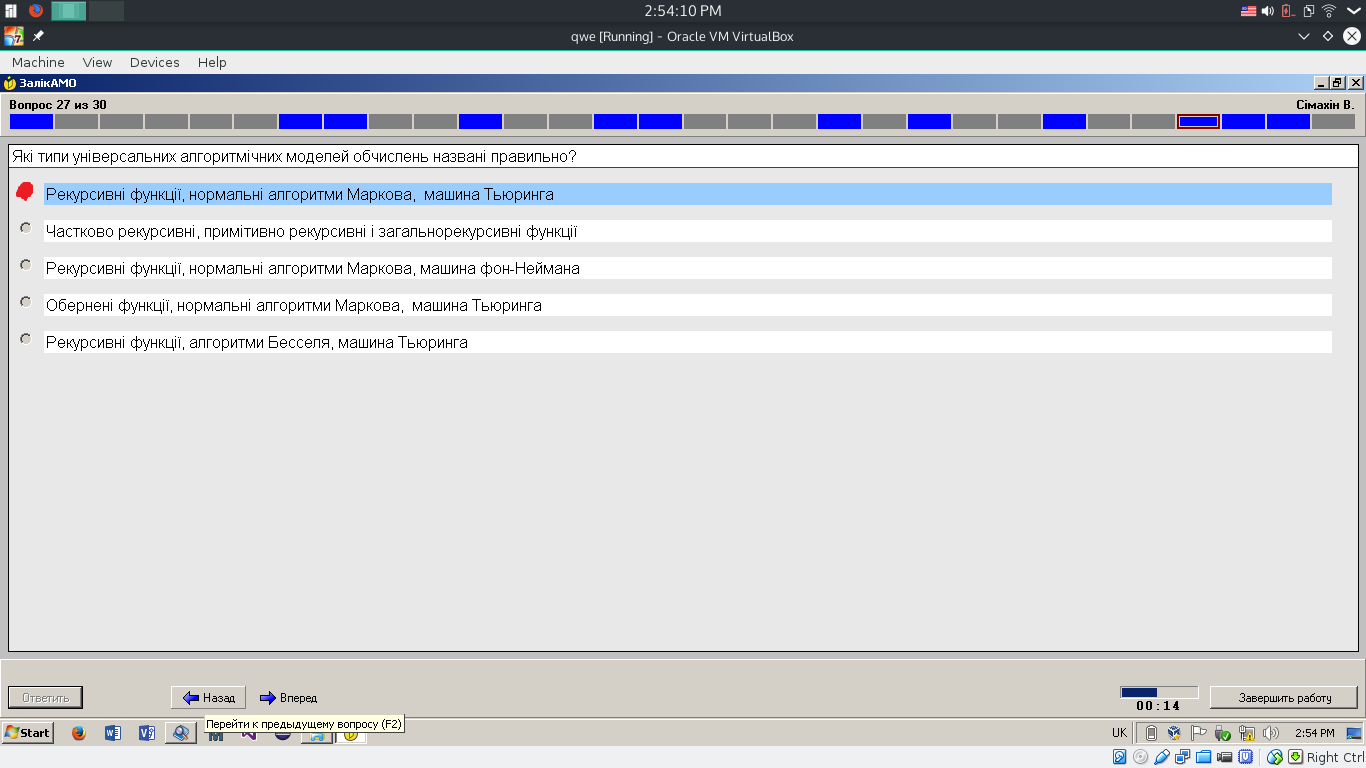 2:54:10 PM
qwe [Running] - Oracle VM VirtualBox
Machine View Devices Help
ЗалікАМО
Вопрос 27 из 30 Сімахін В.
Які типи універсальних алгоритмічних моделей обчислень названі правильно?
Рекурсивні функції, нормальні алгоритми Маркова, машина Тьюринга
Частково рекурсивні, примітивно рекурсивні і загальнорекурсивні функції
Рекурсивні функції, нормальні алгоритми Маркова, машина фон-Неймана
Обернені функції, нормальні алгоритми Маркова, машина Тьюринга
Рекурсивні функції, алгоритми Бесселя, машина Тьюринга
Ответить Назад Вперед 00:14 Завершить работу
Перейти к предыдущему вопросу (F2)
Start UK 2:54 PM
Right Ctrl